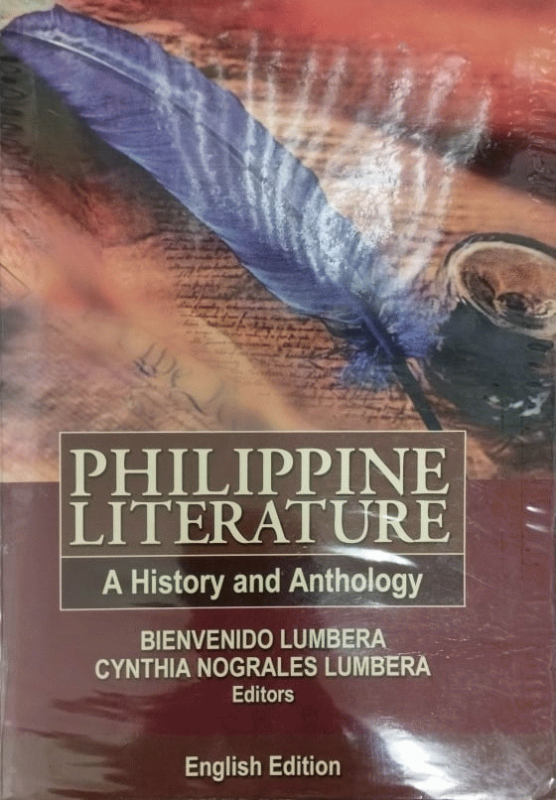 PHILIPPINE
LITERATURE
A History and Anthology
BIENVENIDO LUMBERA
CYNTHIA NOGRALES LUMBERA
Editors
English Edition